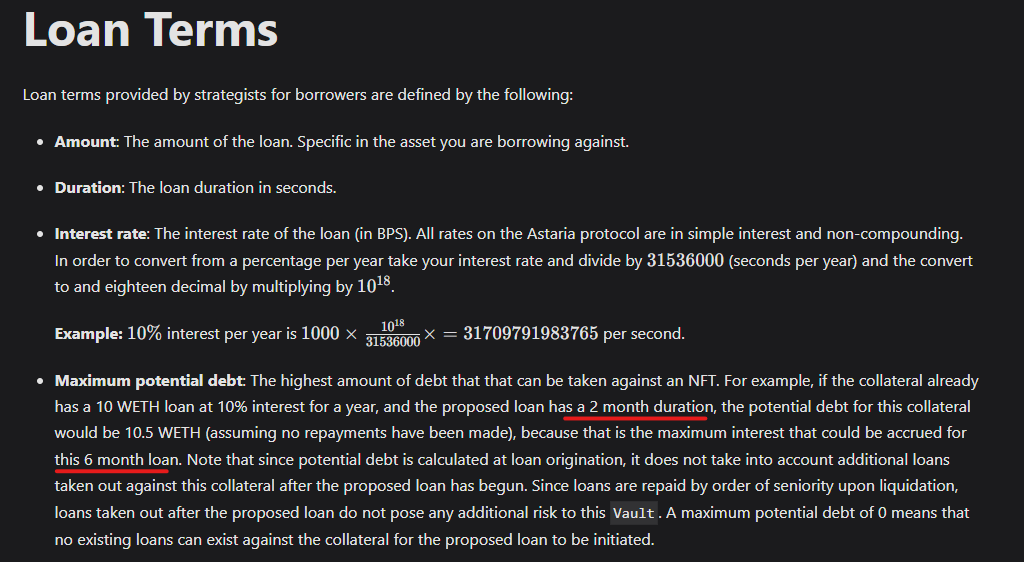 Loan Terms
Loan terms provided by strategists for borrowers are defined by the following:
• Amount: The amount of the loan. Specific in the asset you are borrowing against.
• Duration: The loan duration in seconds.
• Interest rate: The interest rate of the loan (in BPS). All rates on the Astaria protocol are in simple interest and non-compounding.
In order to convert from a percentage per year take your interest rate and divide by 31536000 (seconds per year) and the convert
to and eighteen decimal by multiplying by 10^18.
Example: 10% interest per year is 1000 × 10^18/31536000 × = 31709791983765 per second.
• Maximum potential debt: The highest amount of debt that that can be taken against an NFT. For example, if the collateral already
has a 10 WETH loan at 10% interest for a year, and the proposed loan has a 2 month duration, the potential debt for this collateral
would be 10.5 WETH (assuming no repayments have been made), because that is the maximum interest that could be accrued for
this 6 month loan. Note that since potential debt is calculated at loan origination, it does not take into account additional loans
taken out against this collateral after the proposed loan has begun. Since loans are repaid by order of seniority upon liquidation,
loans taken out after the proposed loan do not pose any additional risk to this Vault. A maximum potential debt of 0 means that
no existing loans can exist against the collateral for the proposed loan to be initiated.